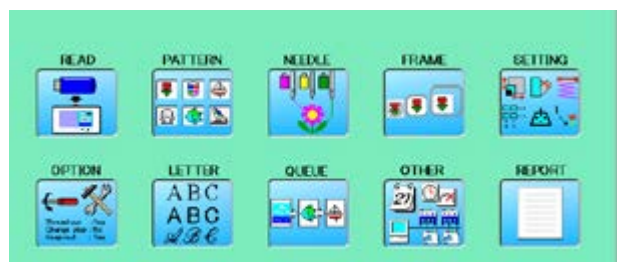 READ PATTERN NEEDLE FRAME SETTING
OPTION LETTER QUEUE OTHER REPORT
ABC
ABC
ABC